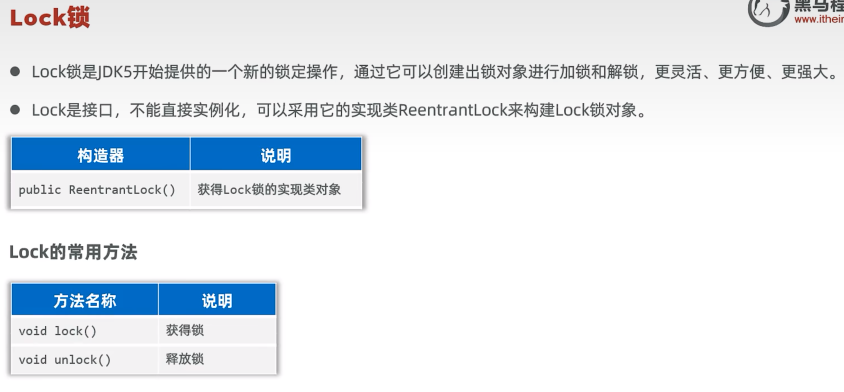 Lock锁
黑马程
www.itheim
● Lock锁是JDK5开始提供的一个新的锁定操作，通过它可以创建出锁对象进行加锁和解锁，更灵活、更方便、更强大。
● Lock是接口，不能直接实例化，可以采用它的实现类ReentrantLock来构建Lock锁对象。
构造器 说明
public ReentrantLock() 获得Lock锁的实现类对象
Lock的常用方法
方法名称 说明
void lock() 获得锁
void unlock() 释放锁